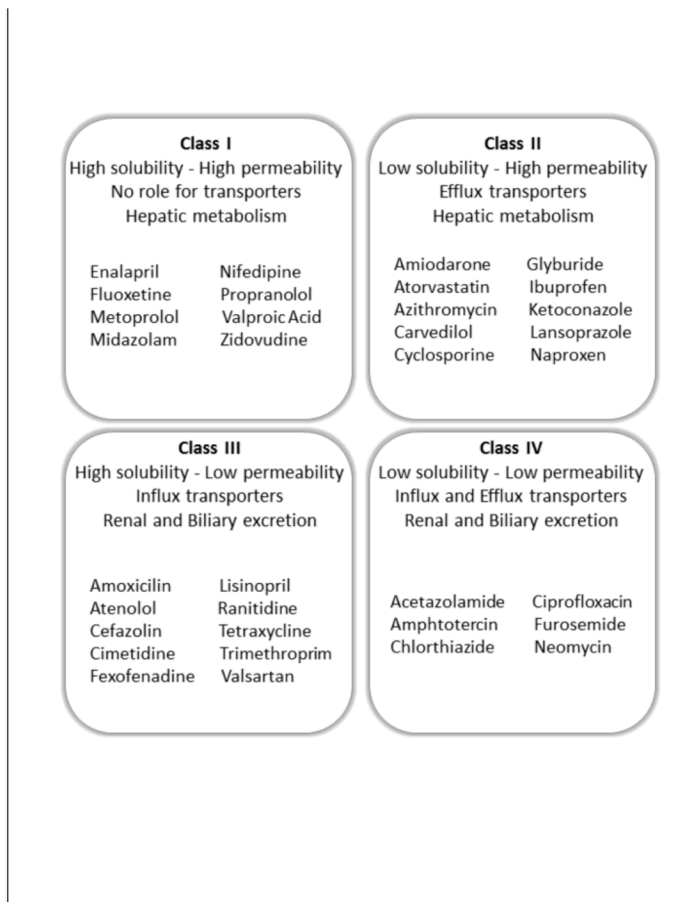 Class I
High solubility - High permeability
No role for transporters
Hepatic metabolism
Enalapril Nifedipine
Fluoxetine Propranolol
Metoprolol Valproic Acid
Midazolam Zidovudine
Class II
Low solubility - High permeability
Efflux transporters
Hepatic metabolism
Amiodarone Glyburide
Atorvastatin Ibuprofen
Azithromycin Ketoconazole
Carvedilol Lansoprazole
Cyclosporine Naproxen
Class III
High solubility - Low permeability
Influx transporters
Renal and Biliary excretion
Amoxicilin Lisinopril
Atenolol Ranitidine
Cefazolin Tetraxycline
Cimetidine Trimethroprim
Fexofenadine Valsartan
Class IV
Low solubility - Low permeability
Influx and Efflux transporters
Renal and Biliary excretion
Acetazolamide Ciprofloxacin
Amphtotercin Furosemide
Chlorthiazide Neomycin